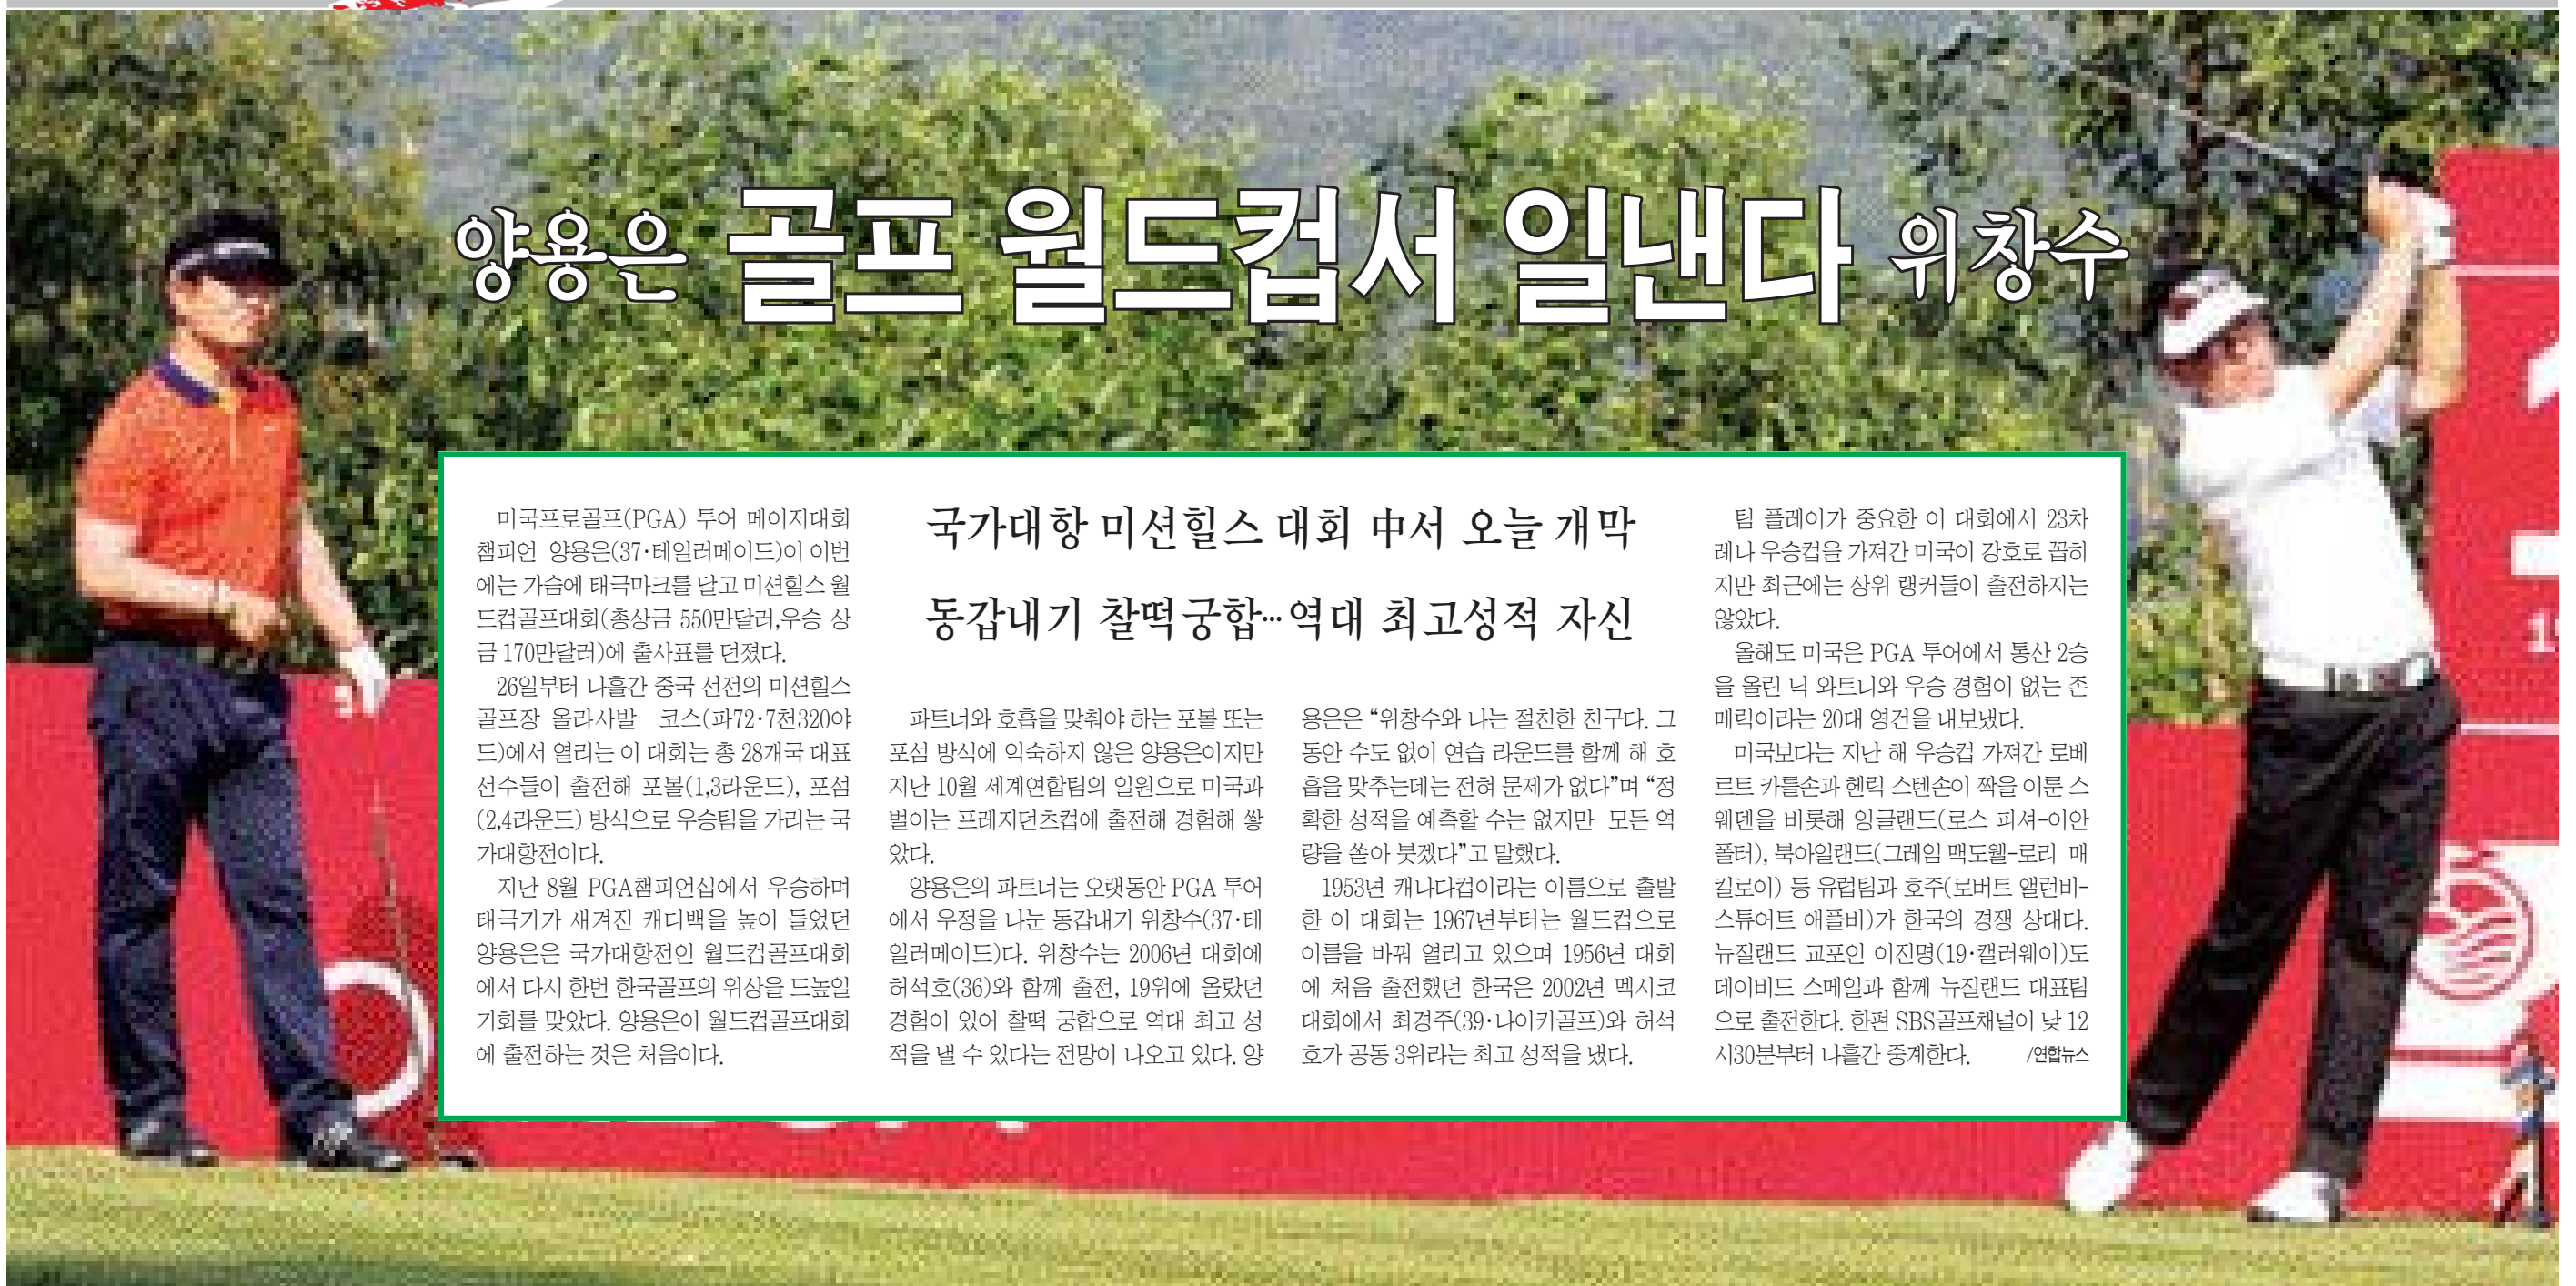 양용은 골프 월드컵서 일낸다 위창수
국가대항 미션힐스 대회 中서 오늘 개막
동갑내기 찰떡궁합…역대 최고성적 자신
미국프로골프(PGA) 투어 메이저대회
챔피언 양용은(37·테일러메이드)이 이번
에는 가슴에 태극마크를 달고 미션힐스 월
드컵골프대회(총상금 550만달러,우승 상
금 170만달러)에 출사표를 던졌다.
26일부터 나흘간 중국 선전의 미션힐스
골프장 올라사발 코스(파72·7천320야
드)에서 열리는 이 대회는 총 28개국 대표
선수들이 출전해 포볼(1,3라운드), 포섬
(2,4라운드) 방식으로 우승팀을 가리는 국
가대항전이다.
지난 8월 PGA챔피언십에서 우승하며
태극기가 새겨진 캐디백을 높이 들었던
양용은은 국가대항전인 월드컵골프대회
에서 다시 한번 한국골프의 위상을 드높일
기회를 맞았다. 양용은이 월드컵골프대회
에 출전하는 것은 처음이다.
파트너와 호흡을 맞춰야 하는 포볼 또는
포섬 방식에 익숙하지 않은 양용은이지만
지난 10월 세계연합팀의 일원으로 미국과
벌이는 프레지던츠컵에 출전해 경험해 쌓
았다.
양용은의 파트너는 오랫동안 PGA 투어
에서 우정을 나눈 동갑내기 위창수(37·테
일러메이드)다. 위창수는 2006년 대회에
허석호(36)와 함께 출전, 19위에 올랐던
경험이 있어 찰떡 궁합으로 역대 최고 성
적을 낼 수 있다는 전망이 나오고 있다. 양
용은은 “위창수와 나는 절친한 친구다. 그
동안 수도 없이 연습 라운드를 함께 해 호
흡을 맞추는데는 전혀 문제가 없다”며 “정
확한 성적을 예측할 수는 없지만 모든 역
량을 쏟아 붓겠다”고 말했다.
1953년 캐나다컵이라는 이름으로 출발
한 이 대회는 1967년부터는 월드컵으로
이름을 바꿔 열리고 있으며 1956년 대회
에 처음 출전했던 한국은 2002년 멕시코
대회에서 최경주(39·나이키골프)와 허석
호가 공동 3위라는 최고 성적을 냈다.
팀 플레이가 중요한 이 대회에서 23차
례나 우승컵을 가져간 미국이 강호로 꼽히
지만 최근에는 상위 랭커들이 출전하지는
않았다.
올해도 미국은 PGA 투어에서 통산 2승
을 올린 닉 와트니와 우승 경험이 없는 존
메릭이라는 20대 영건을 내보냈다.
미국보다는 지난 해 우승컵 가져간 로베
르트 카를손과 헨릭 스텐손이 짝을 이룬 스
웨덴을 비롯해 잉글랜드(로스 피셔-이안
폴터), 북아일랜드(그레임 맥도웰-로리 매
킬로이) 등 유럽팀과 호주(로버트 앨런비-
스튜어트 애플비)가 한국의 경쟁 상대다.
뉴질랜드 교포인 이진명(19·캘러웨이)도
데이비드 스메일과 함께 뉴질랜드 대표팀
으로 출전한다. 한편 SBS골프채널이 낮 12
시30분부터 나흘간 중계한다. /연합뉴스